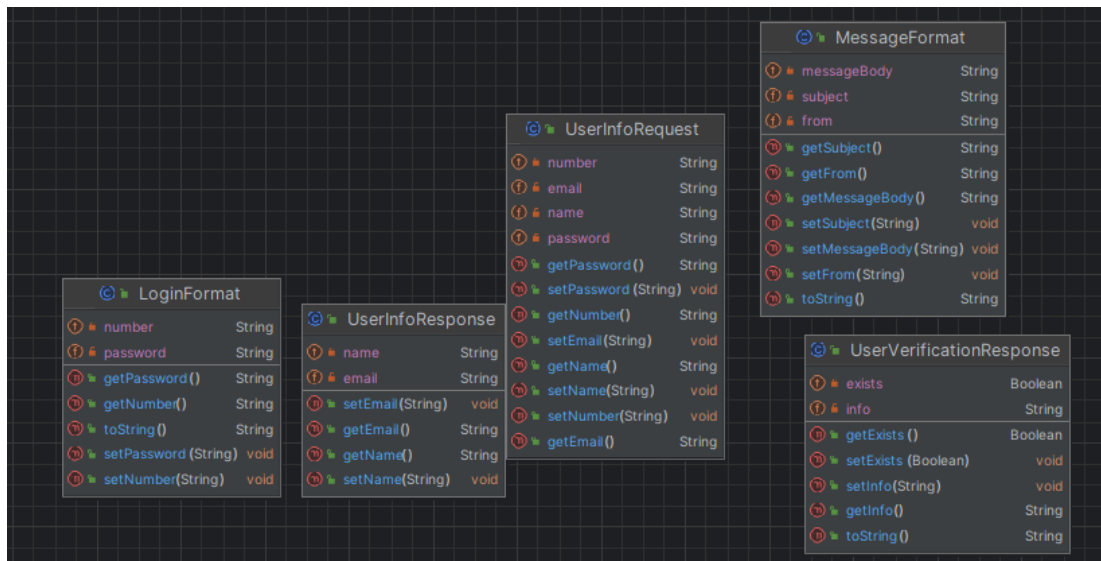 MessageFormat
messageBody String
subject String
from String
getSubject() String
getFrom() String
getMessageBody() String
setSubject(String) void
setMessageBody(String) void
setFrom(String) void
toString() String
UserInfoRequest
number String
email String
name String
password String
getPassword() String
setPassword(String) void
getNumber() String
setEmail(String) void
getName() String
setName(String) void
setNumber(String) void
getEmail() String
LoginFormat
number String
password String
getPassword() String
getNumber() String
toString() String
setPassword(String) void
setNumber(String) void
UserInfoResponse
name String
email String
setEmail(String) void
getEmail() String
getName() String
setName(String) void
UserVerificationResponse
exists Boolean
info String
getExists() Boolean
setExists(Boolean) void
setInfo(String) void
getInfo() String
toString() String